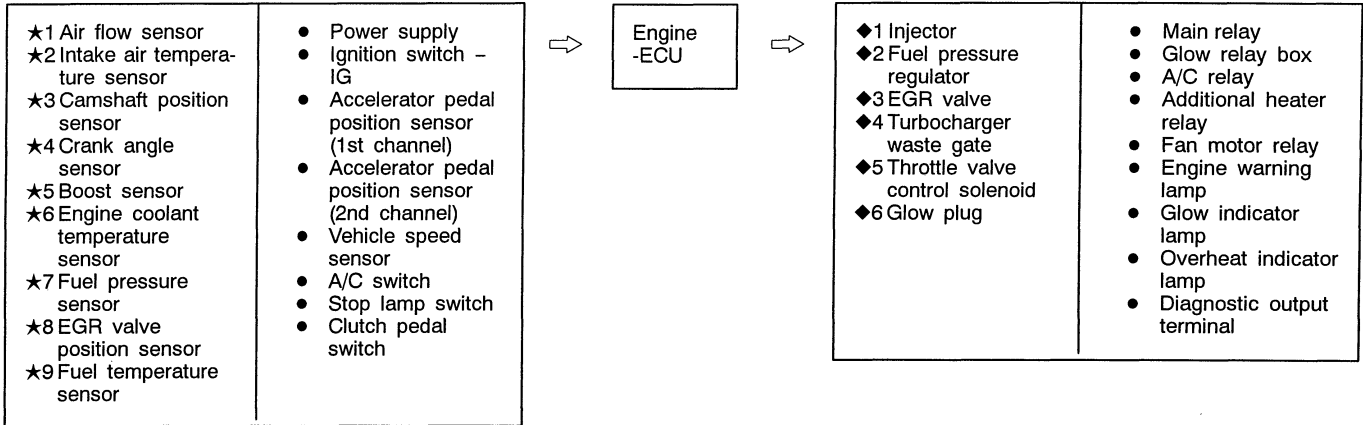 ★1 Air flow sensor
★2 Intake air tempera-
ture sensor
★3 Camshaft position
sensor
★4 Crank angle
sensor
★5 Boost sensor
★6 Engine coolant
temperature
sensor
★7 Fuel pressure
sensor
★8 EGR valve
position sensor
★9 Fuel temperature
sensor
● Power supply
● Ignition switch –
IG
● Accelerator pedal
position sensor
(1st channel)
● Accelerator pedal
position sensor
(2nd channel)
● Vehicle speed
sensor
● A/C switch
● Stop lamp switch
● Clutch pedal
switch
⇨
Engine
-ECU
⇨
◆1 Injector
◆2 Fuel pressure
regulator
◆3 EGR valve
◆4 Turbocharger
waste gate
◆5 Throttle valve
control solenoid
◆6 Glow plug
● Main relay
● Glow relay box
● A/C relay
● Additional heater
relay
● Fan motor relay
● Engine warning
lamp
● Glow indicator
lamp
● Overheat indicator
lamp
● Diagnostic output
terminal